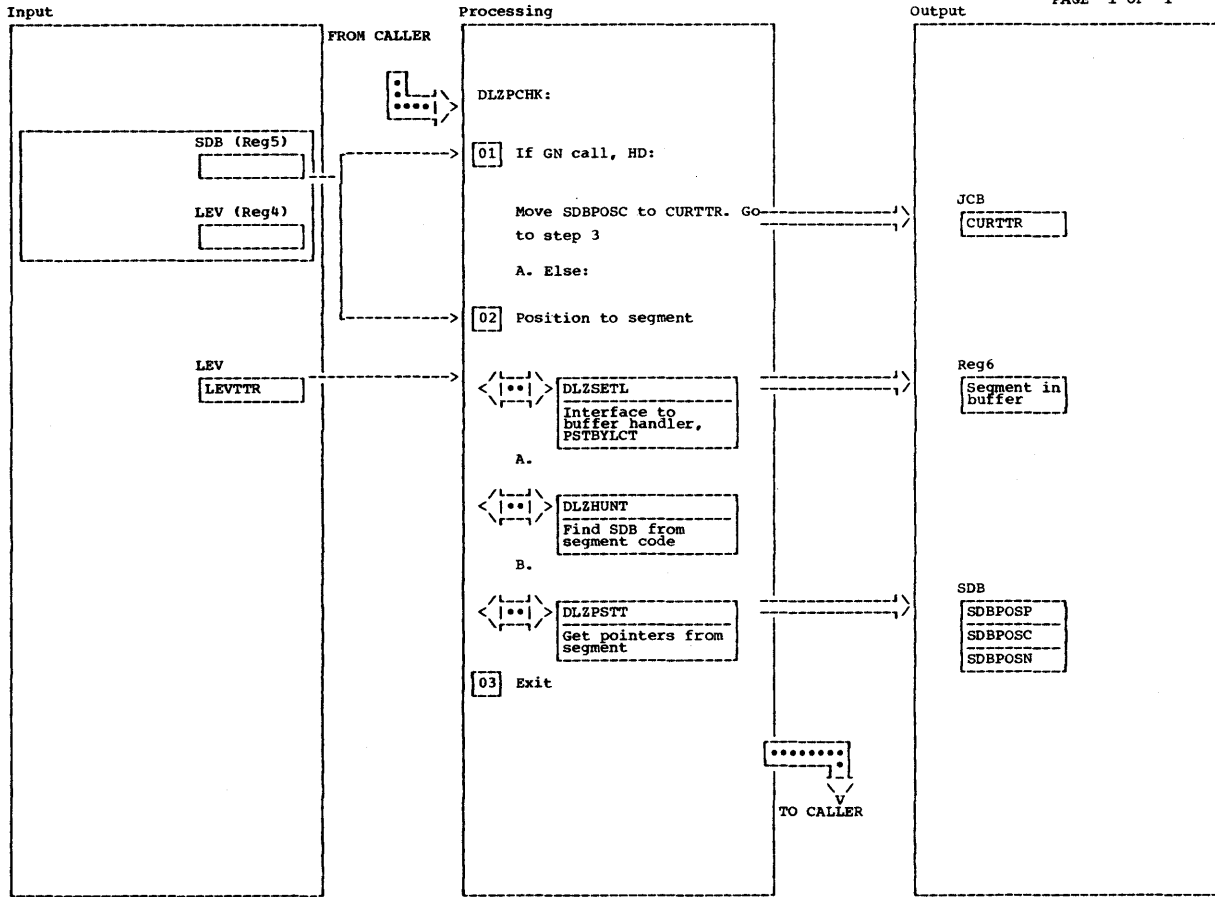 PAGE 1 OF 1
Input
Processing
Output
FROM CALLER
DLZPCHK:
SDB (Reg5)
LEV (Reg4)
01 If GN call, HD:
Move SDBPOSC to CURTTR. Go
to step 3
JCB
CURTTR
A. Else:
02 Position to segment
LEV
LEVTTR
DLZSETL
Interface to
buffer handler,
PSTBYLCT
Reg6
Segment in
buffer
A.
DLZHUNT
Find SDB from
segment code
B.
DLZPSTT
Get pointers from
segment
SDB
SDBPOSP
SDBPOSC
SDBPOSN
03 Exit
TO CALLER